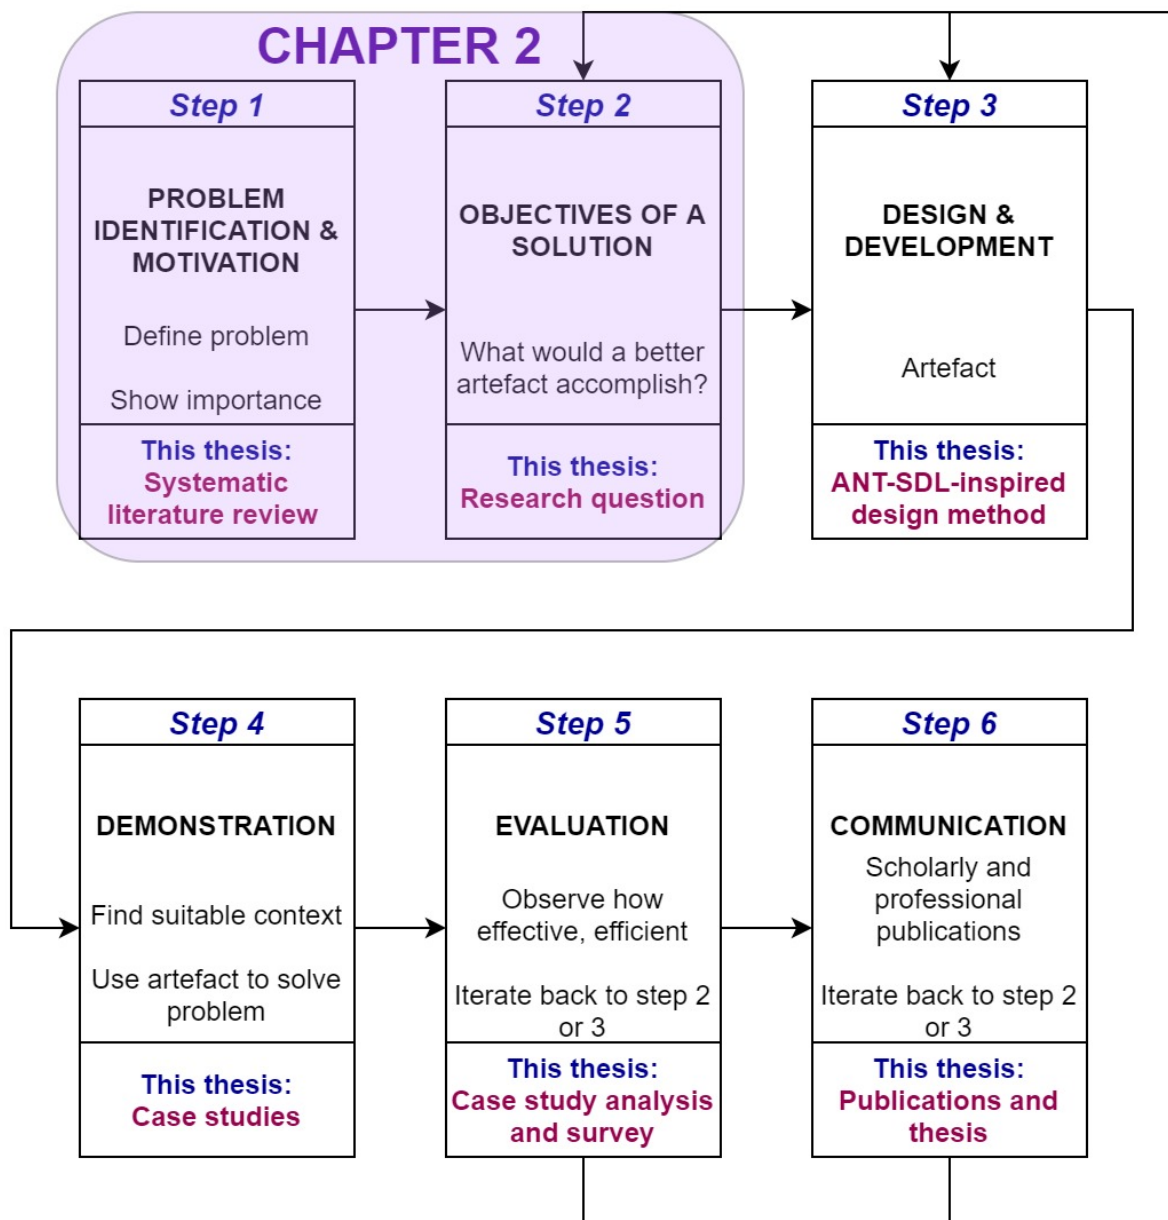 CHAPTER 2
Step 1
PROBLEM
IDENTIFICATION &
MOTIVATION
Define problem
Show importance
This thesis:
Systematic
literature review
Step 2
OBJECTIVES OF A
SOLUTION
What would a better
artefact accomplish?
This thesis:
Research question
Step 3
DESIGN &
DEVELOPMENT
Artefact
This thesis:
ANT-SDL-inspired
design method
Step 4
DEMONSTRATION
Find suitable context
Use artefact to solve
problem
This thesis:
Case studies
Step 5
EVALUATION
Observe how
effective, efficient
Iterate back to step 2
or 3
This thesis:
Case study analysis
and survey
Step 6
COMMUNICATION
Scholarly and
professional
publications
Iterate back to step 2
or 3
This thesis:
Publications and
thesis